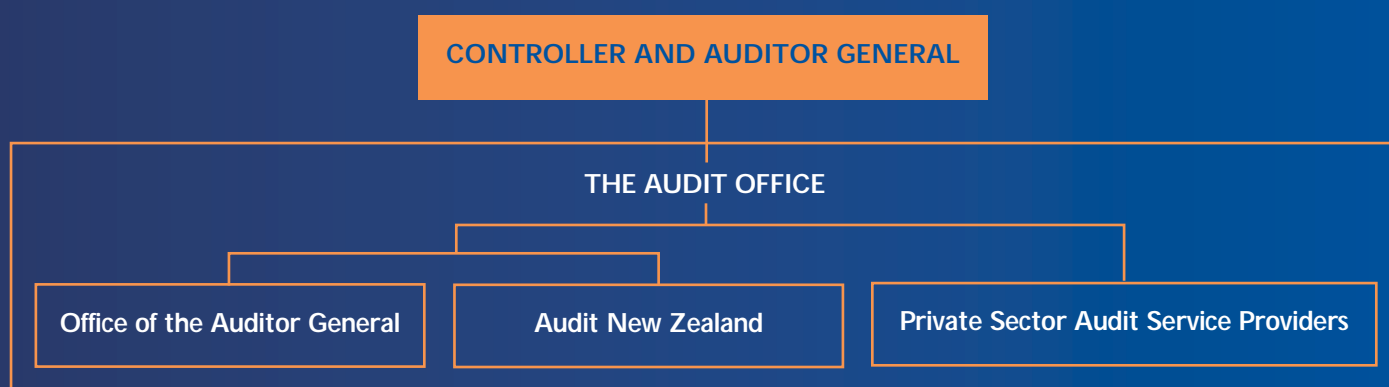 CONTROLLER AND AUDITOR GENERAL
THE AUDIT OFFICE
Office of the Auditor General
Audit New Zealand
Private Sector Audit Service Providers